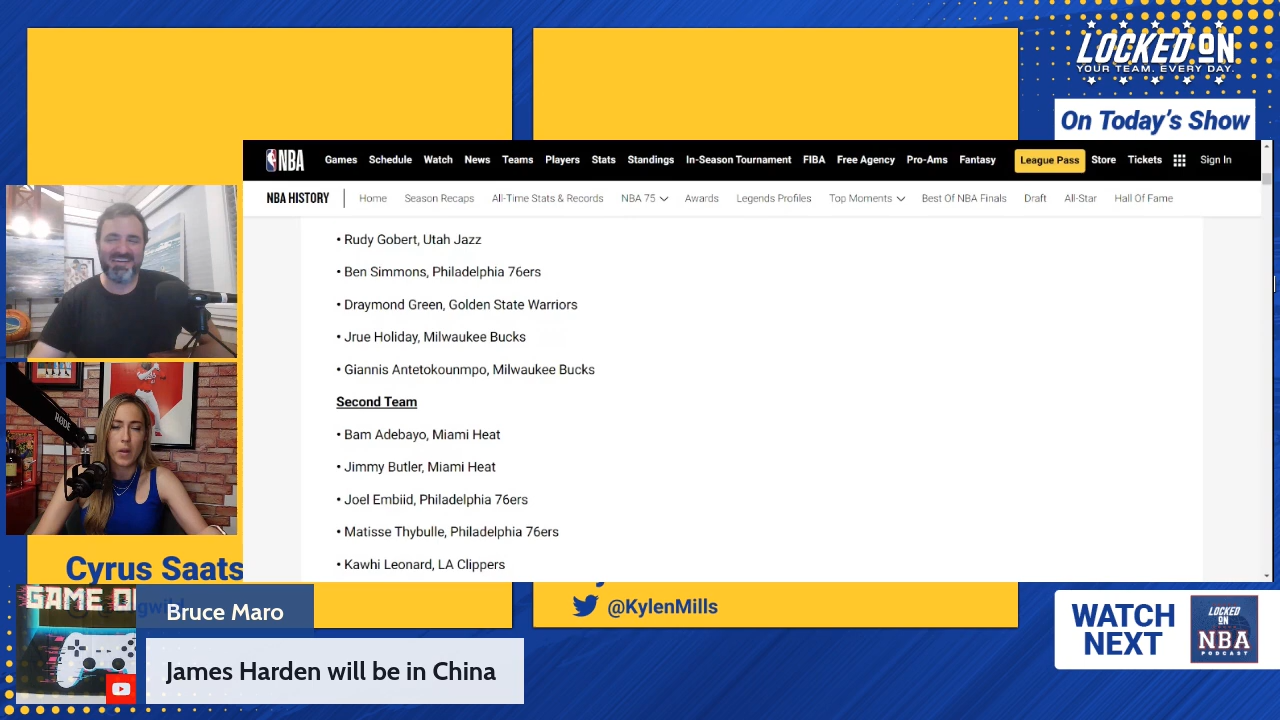 LOCKED ON
YOUR TEAM. EVERY DAY.
On Today's Show
NBA
Games Schedule Watch News Teams Players Stats Standings In-Season Tournament FIBA Free Agency Pro-Ams Fantasy League Pass Store Tickets Sign In
NBA HISTORY Home Season Recaps All-Time Stats & Records NBA 75 Awards Legends Profiles Top Moments Best Of NBA Finals Draft All-Star Hall Of Fame
• Rudy Gobert, Utah Jazz
• Ben Simmons, Philadelphia 76ers
• Draymond Green, Golden State Warriors
• Jrue Holiday, Milwaukee Bucks
• Giannis Antetokounmpo, Milwaukee Bucks
Second Team
• Bam Adebayo, Miami Heat
• Jimmy Butler, Miami Heat
• Joel Embiid, Philadelphia 76ers
• Matisse Thybulle, Philadelphia 76ers
• Kawhi Leonard, LA Clippers
RØDE
Cyrus Saats
@KylenMills
GAME O
Bruce Maro
James Harden will be in China
WATCH
NEXT
LOCKED ON
NBA
PODCAST